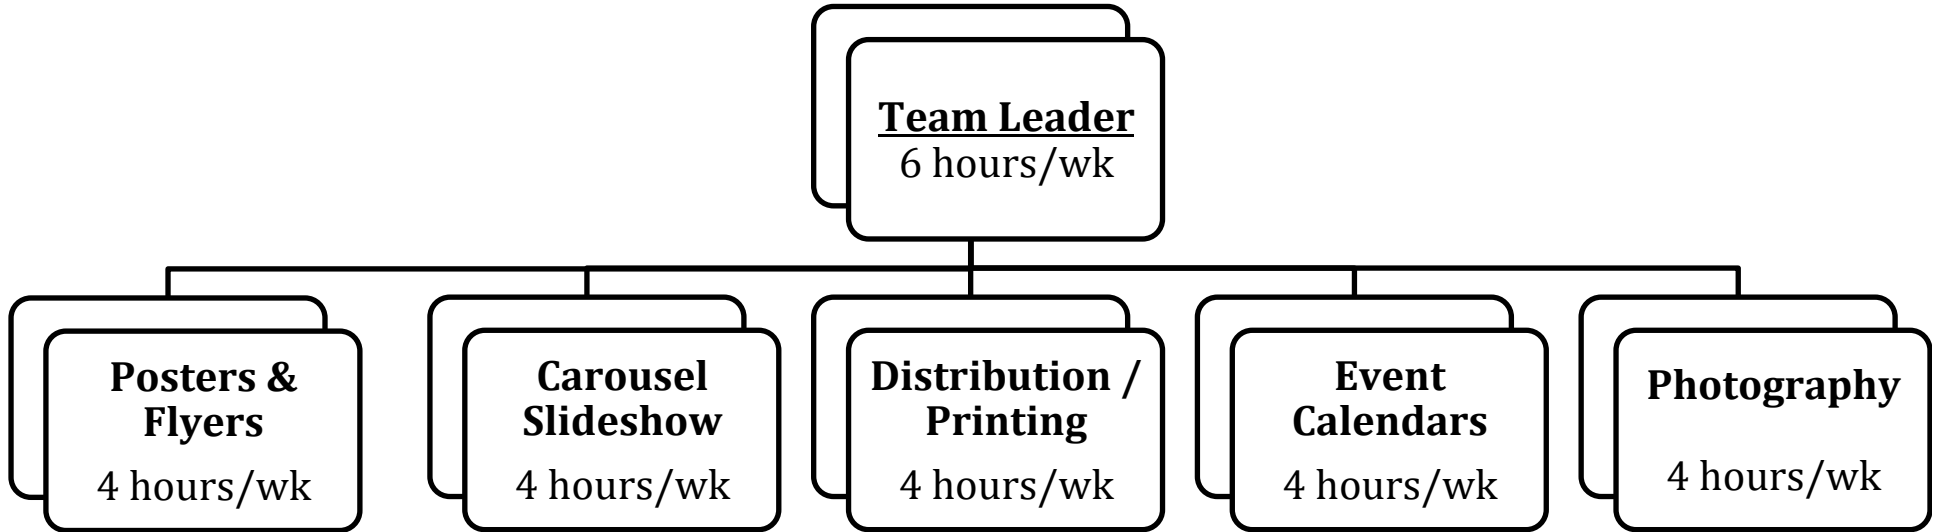 Team Leader
6 hours/wk
Posters &
Flyers
4 hours/wk
Carousel
Slideshow
4 hours/wk
Distribution /
Printing
4 hours/wk
Event
Calendars
4 hours/wk
Photography
4 hours/wk